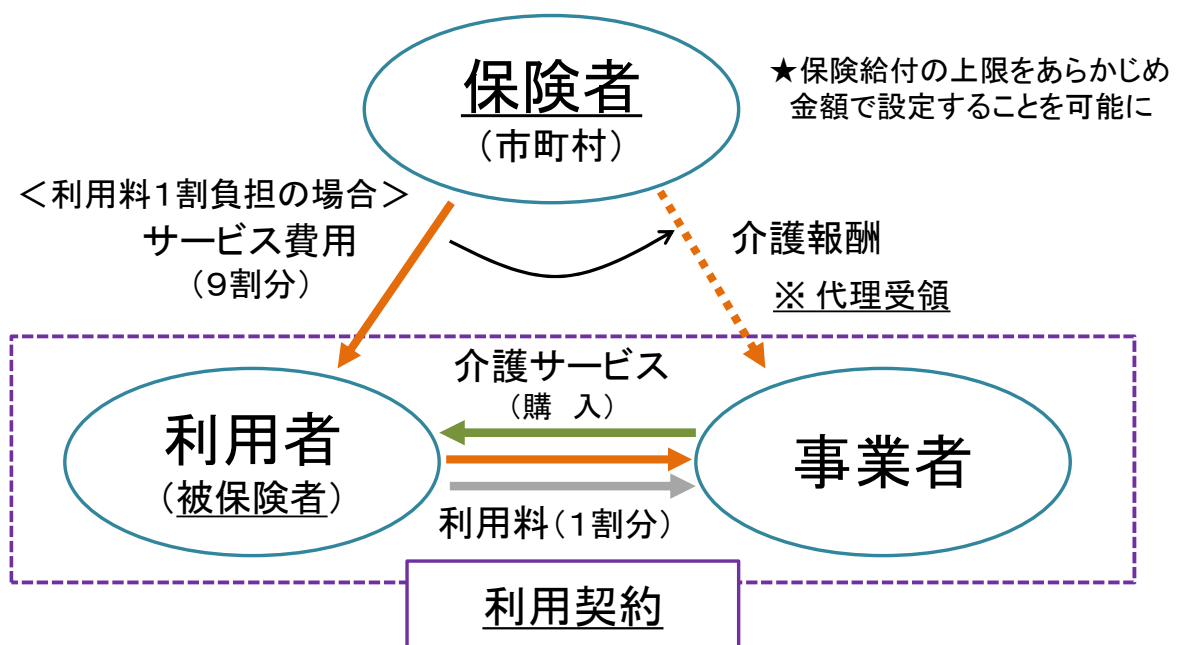 保険者
（市町村）
★保険給付の上限をあらかじめ
金額で設定することを可能に
＜利用料１割負担の場合＞
サービス費用
（９割分）
介護報酬
※ 代理受領
介護サービス
（購　入）
利用者
（被保険者）
事業者
利用料（１割分）
利用契約